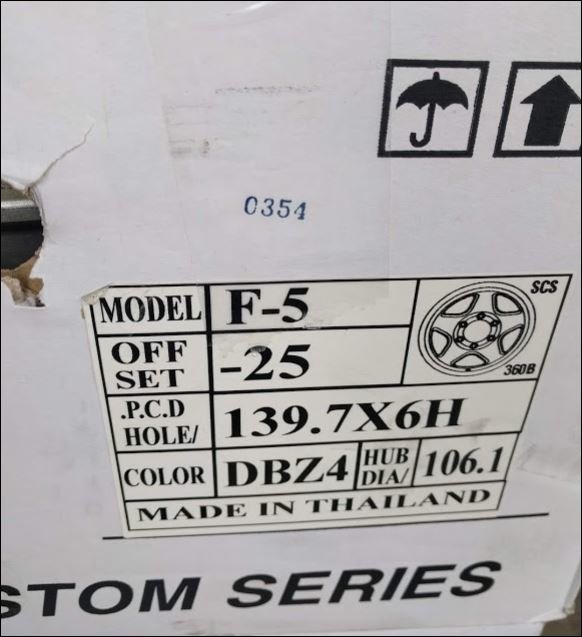 0354
MODEL F-5
SCS
OFF SET -25
360B
.P.C.D HOLE/ 139.7X6H
COLOR DBZ4 HUB DIA/ 106.1
MADE IN THAILAND
STOM SERIES